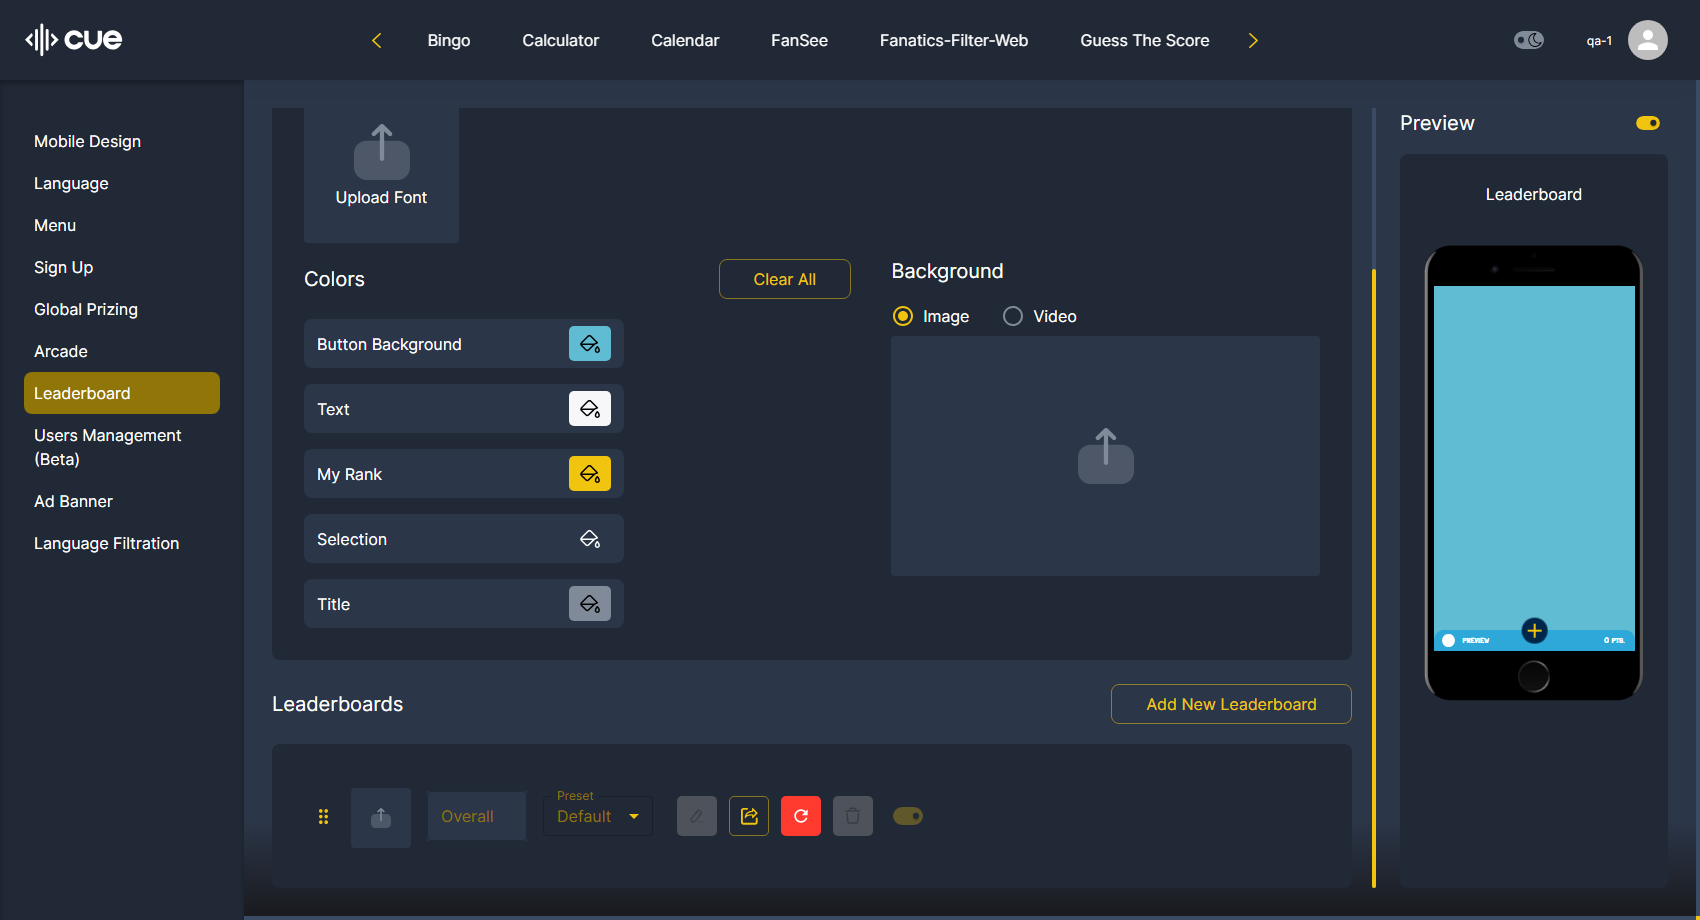 cue
Bingo
Calculator
Calendar
FanSee
Fanatics-Filter-Web
Guess The Score
qa-1
Mobile Design
Language
Menu
Sign Up
Global Prizing
Arcade
Leaderboard
Users Management
(Beta)
Ad Banner
Language Filtration
Upload Font
Colors
Clear All
Button Background
Text
My Rank
Selection
Title
Background
Image
Video
Leaderboards
Add New Leaderboard
Overall
Preset
Default
Preview
Leaderboard
PREVIEW
0 PTS.